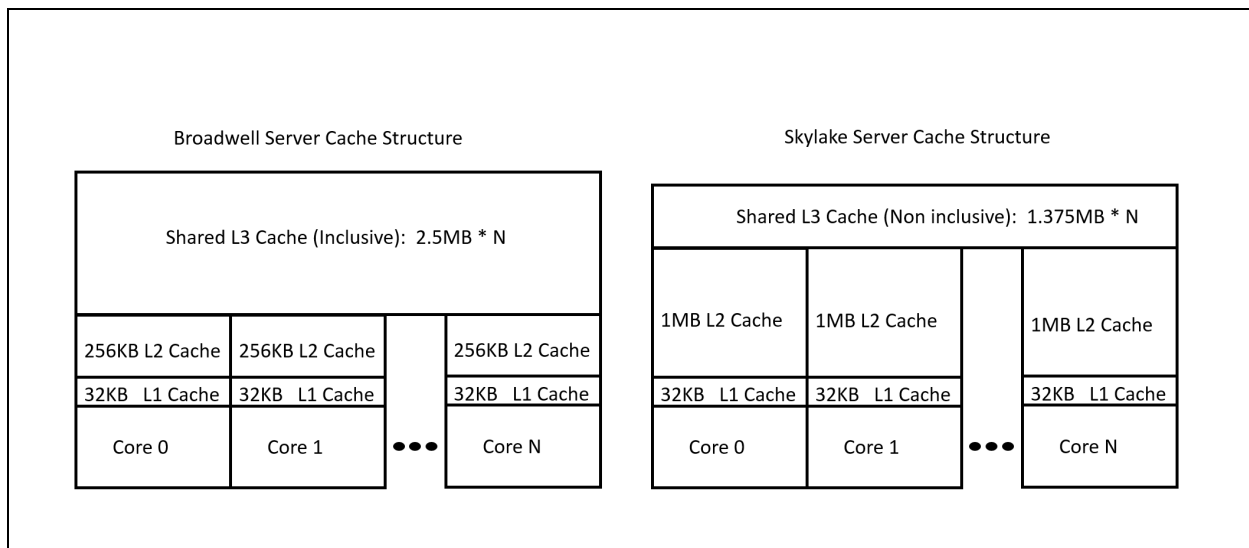 Broadwell Server Cache Structure
Shared L3 Cache (Inclusive): 2.5MB * N
256KB L2 Cache
256KB L2 Cache
256KB L2 Cache
32KB L1 Cache
32KB L1 Cache
32KB L1 Cache
Core 0
Core 1
Core N
Skylake Server Cache Structure
Shared L3 Cache (Non inclusive): 1.375MB * N
1MB L2 Cache
1MB L2 Cache
1MB L2 Cache
32KB L1 Cache
32KB L1 Cache
32KB L1 Cache
Core 0
Core 1
Core N